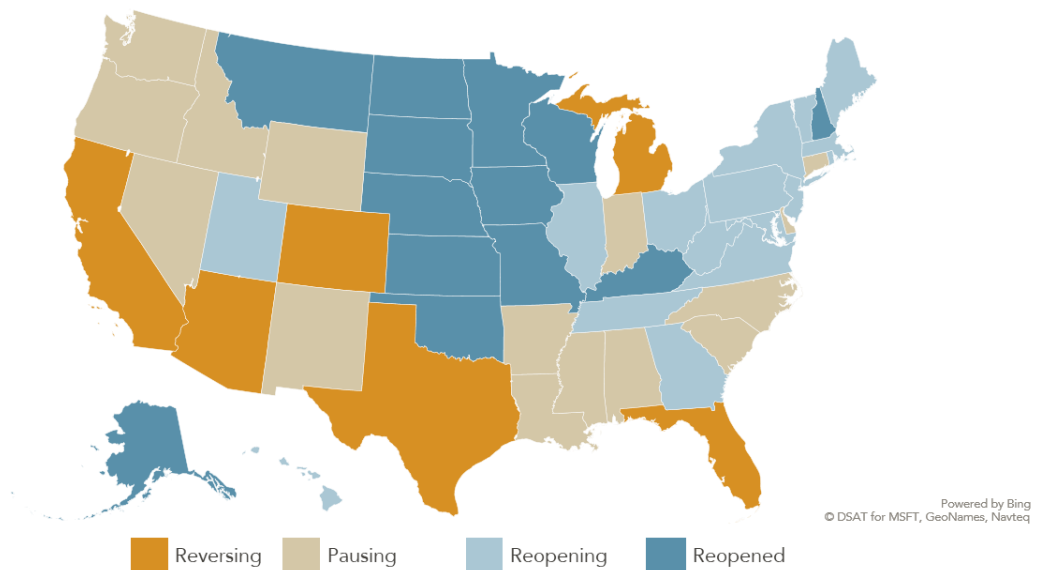 Powered by Bing
© DSAT for MSFT, GeoNames, Navteq
Reversing Pausing Reopening Reopened